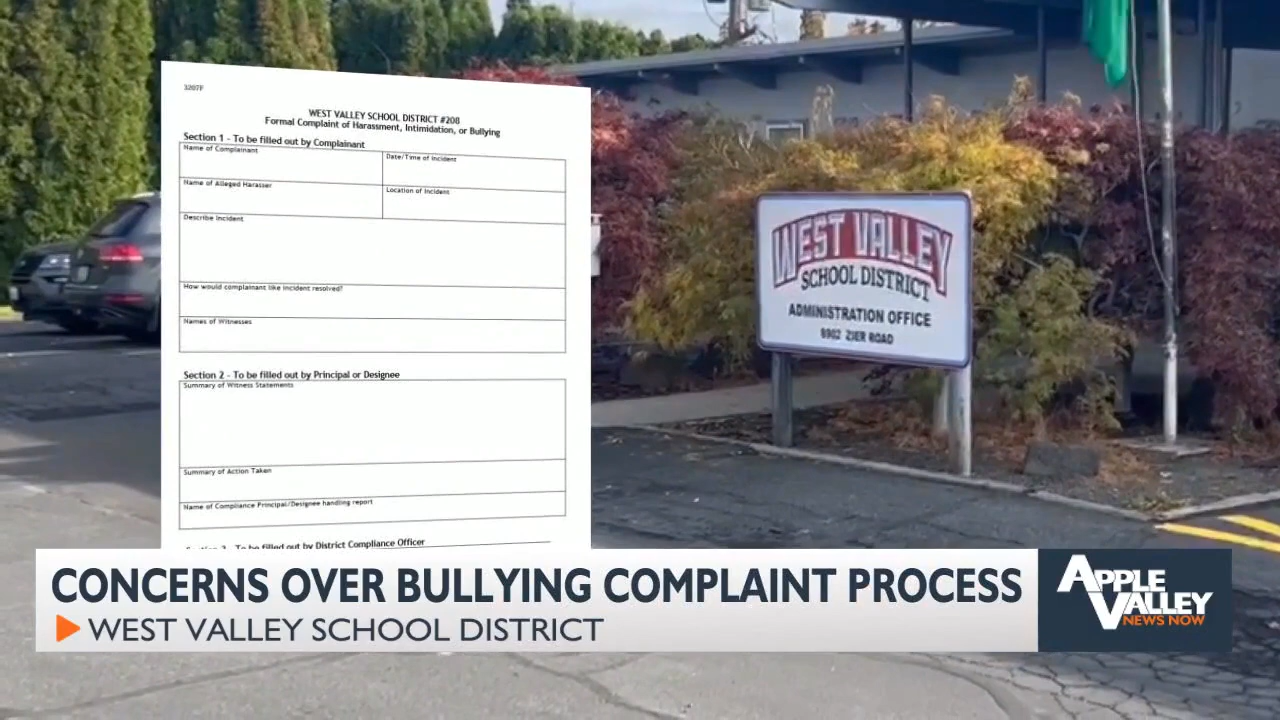 3207F
WEST VALLEY SCHOOL DISTRICT #208
Formal Complaint of Harassment, Intimidation, or Bullying
Section 1 - To be filled out by Complainant
Name of Complainant
Date/Time of Incident
Name of Alleged Harasser
Location of Incident
Describe Incident
How would complainant like incident resolved?
Names of Witnesses
Section 2 - To be filled out by Principal or Designee
Summary of Witness Statements
Summary of Action Taken
Name of Compliance Principal/Designee handling report
Section 3 - To be filled out by District Compliance Officer
WEST VALLEY
SCHOOL DISTRICT
ADMINISTRATION OFFICE
8902 ZIER ROAD
CONCERNS OVER BULLYING COMPLAINT PROCESS
WEST VALLEY SCHOOL DISTRICT
APPLE
VALLEY
NEWS NOW